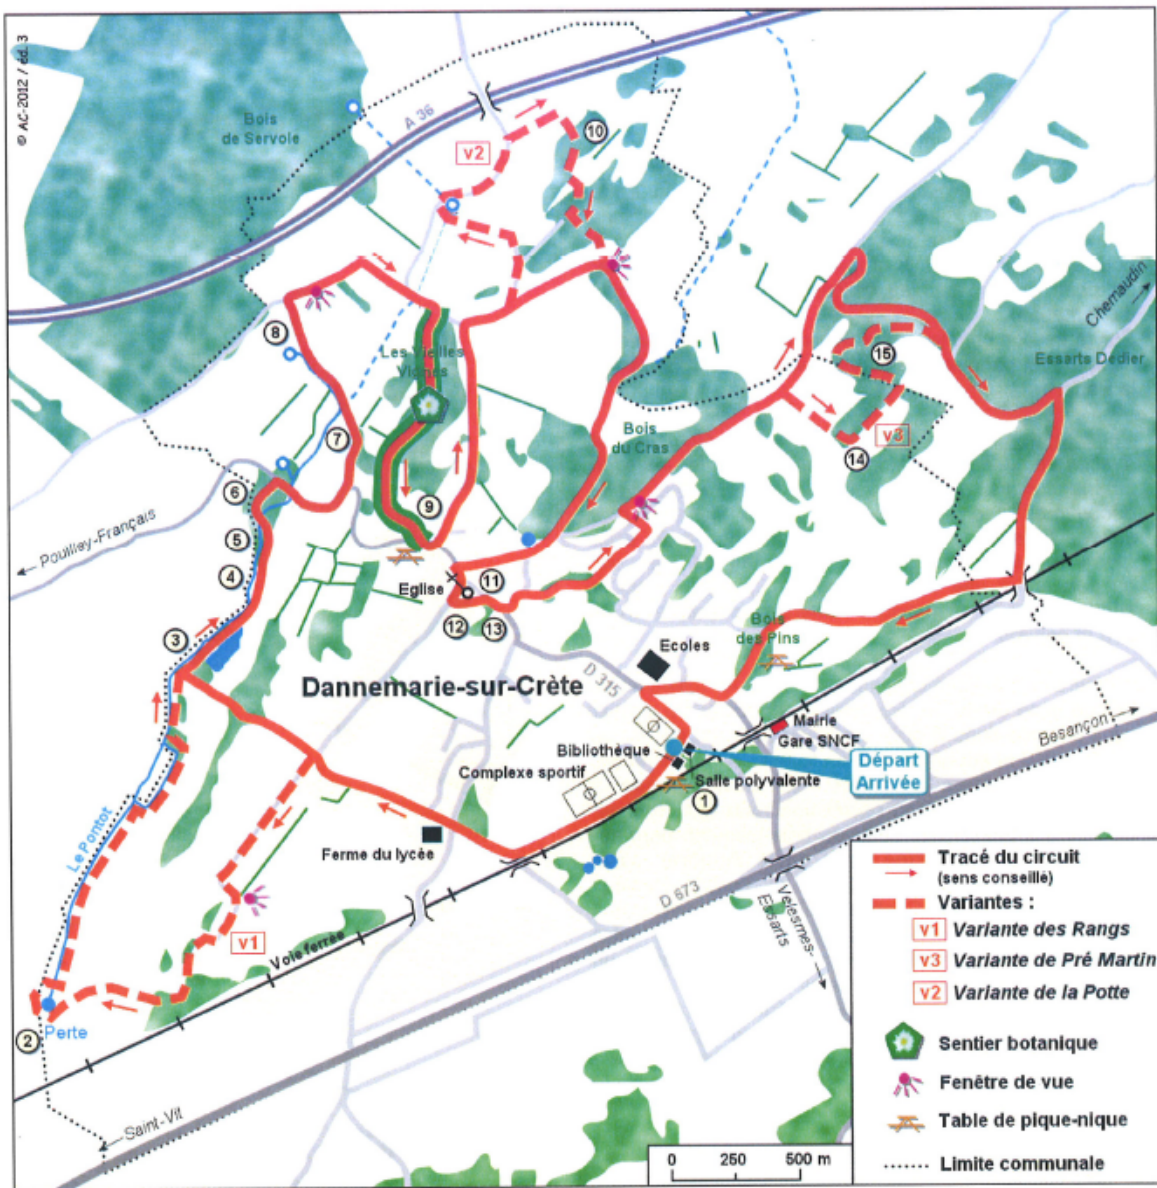 © AC-2012 / éd. 3
Bois
de Servole
A 36
v2
10
8
Les Vieilles
Vignes
7
9
6
Pouilley-Français
5
4
3
Eglise
11
12
13
Bois
du Cras
Chemaudin
Essarts Dédier
15
14
v3
Bois
des Pins
Ecoles
D 315
Dannemarie-sur-Crète
Mairie
Gare SNCF
Besançon
Bibliothèque
Complexe sportif
Salle polyvalente
Départ
Arrivée
1
Ferme du lycée
Le Pontot
D 673
Velesmes-
Essarts
v1
Voie ferrée
2
Perte
Saint-Vit
0 250 500 m
Tracé du circuit
(sens conseillé)
Variantes :
v1 Variante des Rangs
v3 Variante de Pré Martin
v2 Variante de la Potte
Sentier botanique
Fenêtre de vue
Table de pique-nique
Limite communale